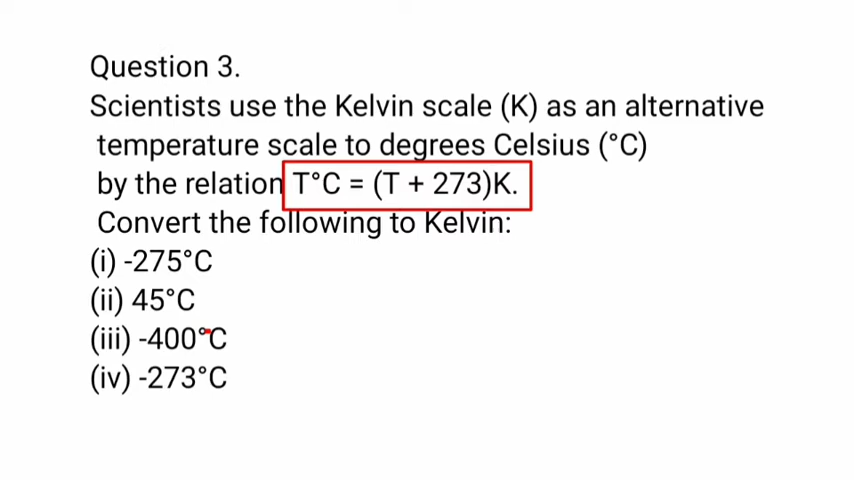 Question 3.
Scientists use the Kelvin scale (K) as an alternative
temperature scale to degrees Celsius (°C)
by the relation T°C = (T + 273)K.
Convert the following to Kelvin:
(i) -275°C
(ii) 45°C
(iii) -400°C
(iv) -273°C